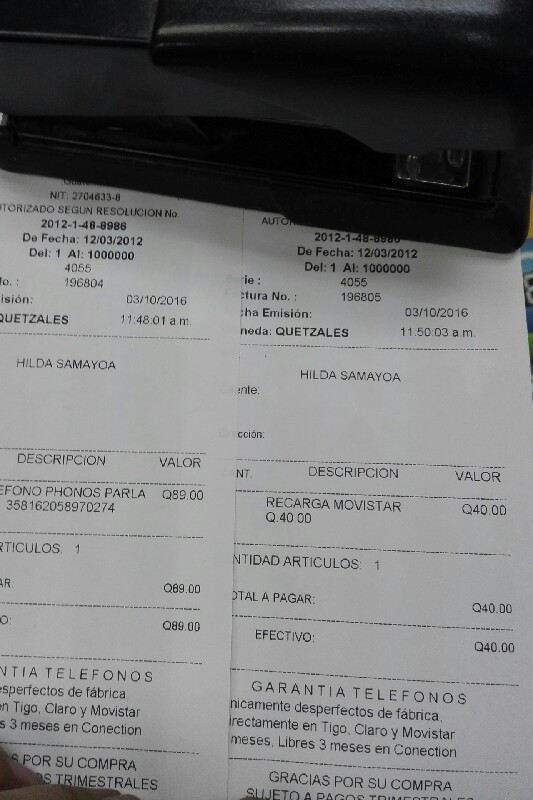 NIT: 2704633-8
TORIZADO SEGUN RESOLUCION No
2012-1-48-8986
De Fecha: 12/03/2012
Del: 1 Al: 1000000
4055
lo. : 196804
isión: 03/10/2016
QUETZALES 11:48:01 a.m.
HILDA SAMAYOA
DESCRIPCION VALOR
EFONO PHONOS PARLA Q89.00
358162058970274
RTICULOS: 1
AR: Q89.00
O: Q89.00
NTIA TELEFONOS
esperfectos de fábrica,
en Tigo, Claro y Movistar
s 3 meses en Conection
S POR SU COMPRA
OS TRIMESTRALES
2012-1-48-8986
De Fecha: 12/03/2012
Del: 1 Al: 1000000
rie : 4055
ctura No. : 196805
ha Emisión: 03/10/2016
neda: QUETZALES 11:50:03 a.m.
HILDA SAMAYOA
ente:
cción:
NT. DESCRIPCION VALOR
RECARGA MOVISTAR Q40.00
Q.40.00
NTIDAD ARTICULOS: 1
OTAL A PAGAR: Q40.00
EFECTIVO: Q40.00
GARANTIA TELEFONOS
nicamente desperfectos de fábrica,
irectamente en Tigo, Claro y Movistar
meses, Libres 3 meses en Conection
GRACIAS POR SU COMPRA
SUJETO A PAGOS TRIMESTRALES